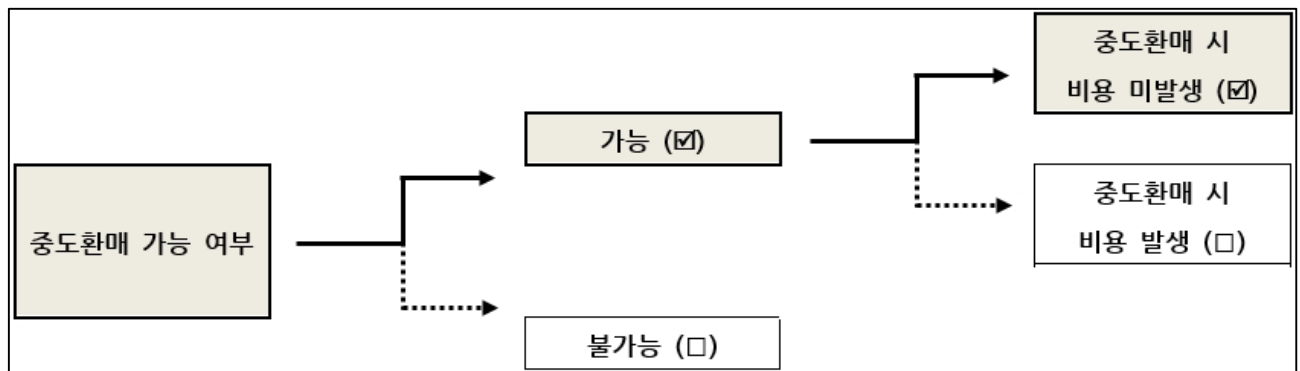 중도환매 가능 여부
가능 (☑)
불가능 (□)
중도환매 시
비용 미발생 (☑)
중도환매 시
비용 발생 (□)